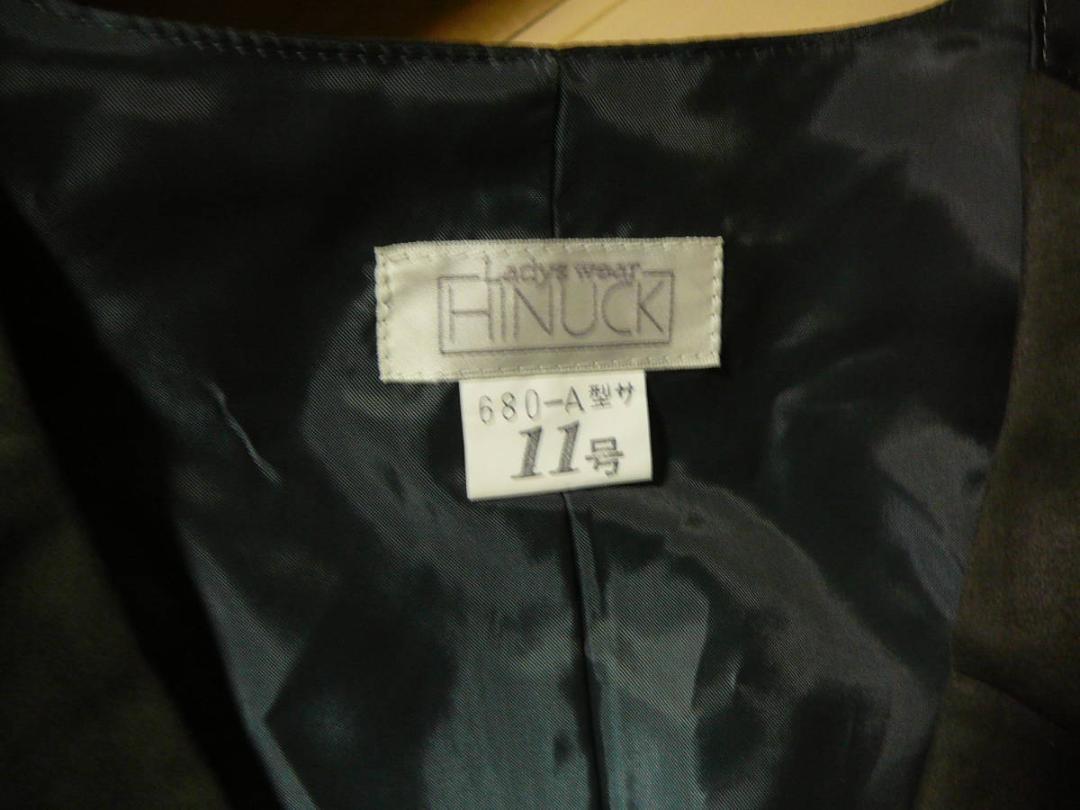 Ladys wear
HINUCK
680-A型サ
11号